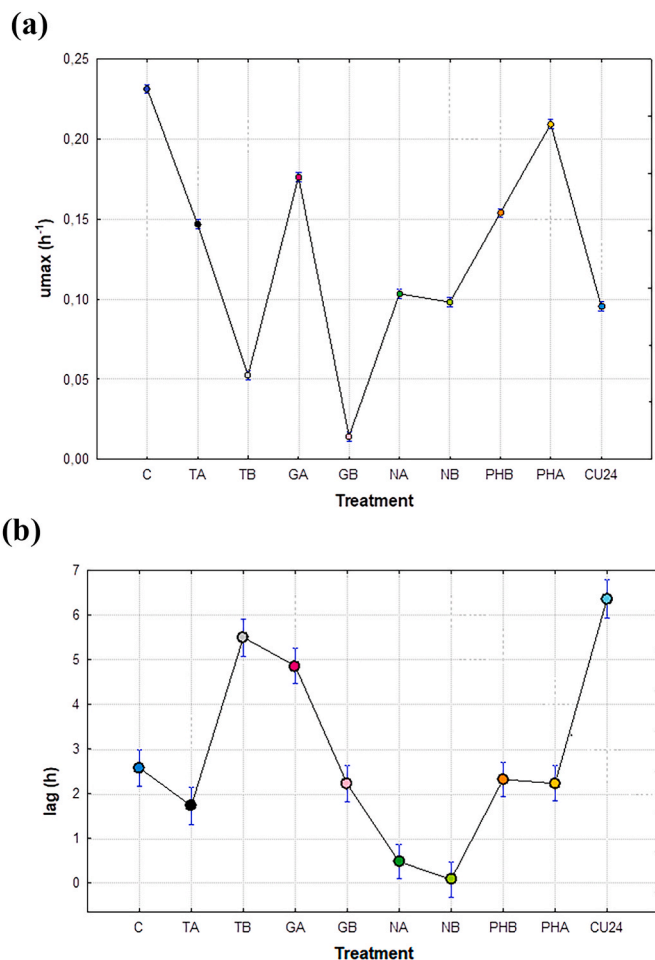 (a)
0,25
0,20
0,15
0,10
0,05
0,00
umax (h-1)
C TA TB GA GB NA NB PHB PHA CU24
Treatment
(b)
7
6
5
4
3
2
1
0
lag (h)
C TA TB GA GB NA NB PHB PHA CU24
Treatment